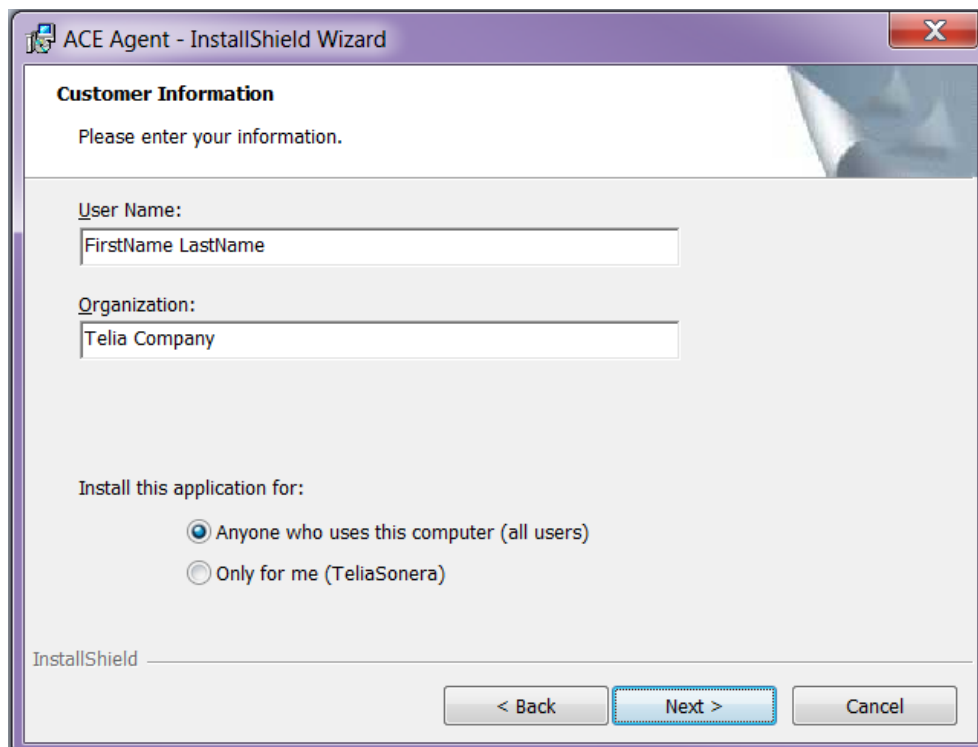 ACE Agent - InstallShield Wizard
X
Customer Information
Please enter your information.
User Name:
FirstName LastName
Organization:
Telia Company
Install this application for:
Anyone who uses this computer (all users)
Only for me (TeliaSonera)
InstallShield
< Back Next > Cancel